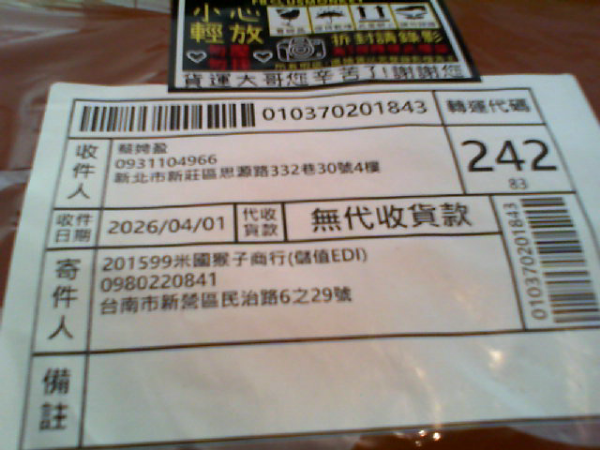 小心
輕放
拆封請錄影
貨運大哥您辛苦了!謝謝您
010370201843
轉運代碼
收件人
蔡娉盈
0931104966
新北市新莊區思源路332巷30號4樓
242
83
收件日期
2026/04/01
代收貨款
無代收貨款
010370201843
寄件人
201599米國猴子商行(儲值EDI)
0980220841
台南市新營區民治路6之29號
備註